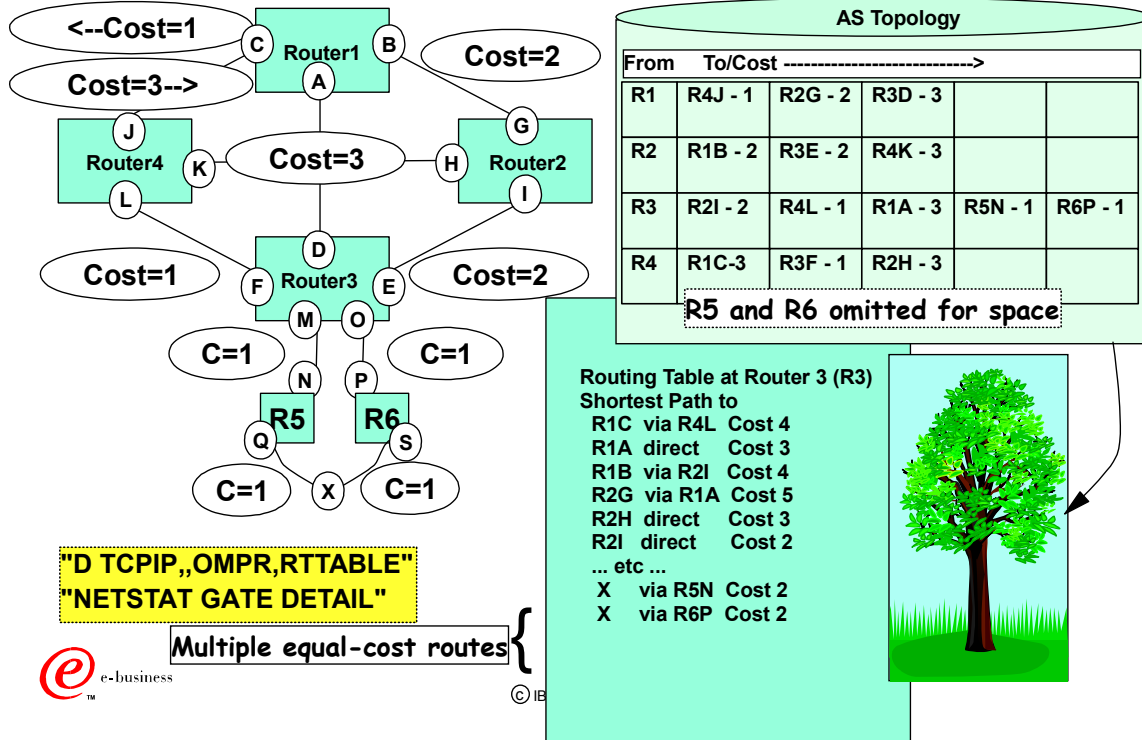 <--Cost=1
C
Router1
B
Cost=2
A
Cost=3-->
J
G
Router4
K
Cost=3
H
Router2
L
I
D
Cost=1
F
Router3
E
Cost=2
M
O
C=1
C=1
N
P
R5
R6
Q
S
C=1
X
C=1
"D TCPIP,,OMPR,RTTABLE"
"NETSTAT GATE DETAIL"
Multiple equal-cost routes {
e e-business
TM
© IB
AS Topology
From To/Cost ---------------------------->
R1 R4J - 1 R2G - 2 R3D - 3
R2 R1B - 2 R3E - 2 R4K - 3
R3 R2I - 2 R4L - 1 R1A - 3 R5N - 1 R6P - 1
R4 R1C-3 R3F - 1 R2H - 3
R5 and R6 omitted for space
Routing Table at Router 3 (R3)
Shortest Path to
R1C via R4L Cost 4
R1A direct Cost 3
R1B via R2I Cost 4
R2G via R1A Cost 5
R2H direct Cost 3
R2I direct Cost 2
... etc ...
X via R5N Cost 2
X via R6P Cost 2